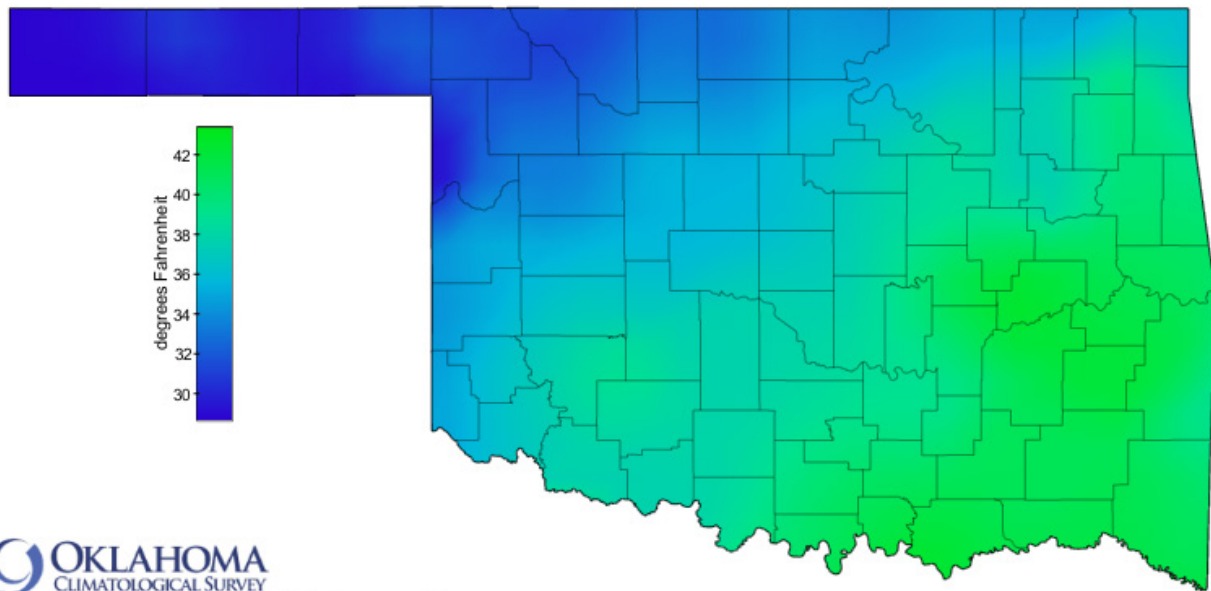 42
40
38
36
34
32
30
degrees Fahrenheit
OKLAHOMA
CLIMATOLOGICAL SURVEY